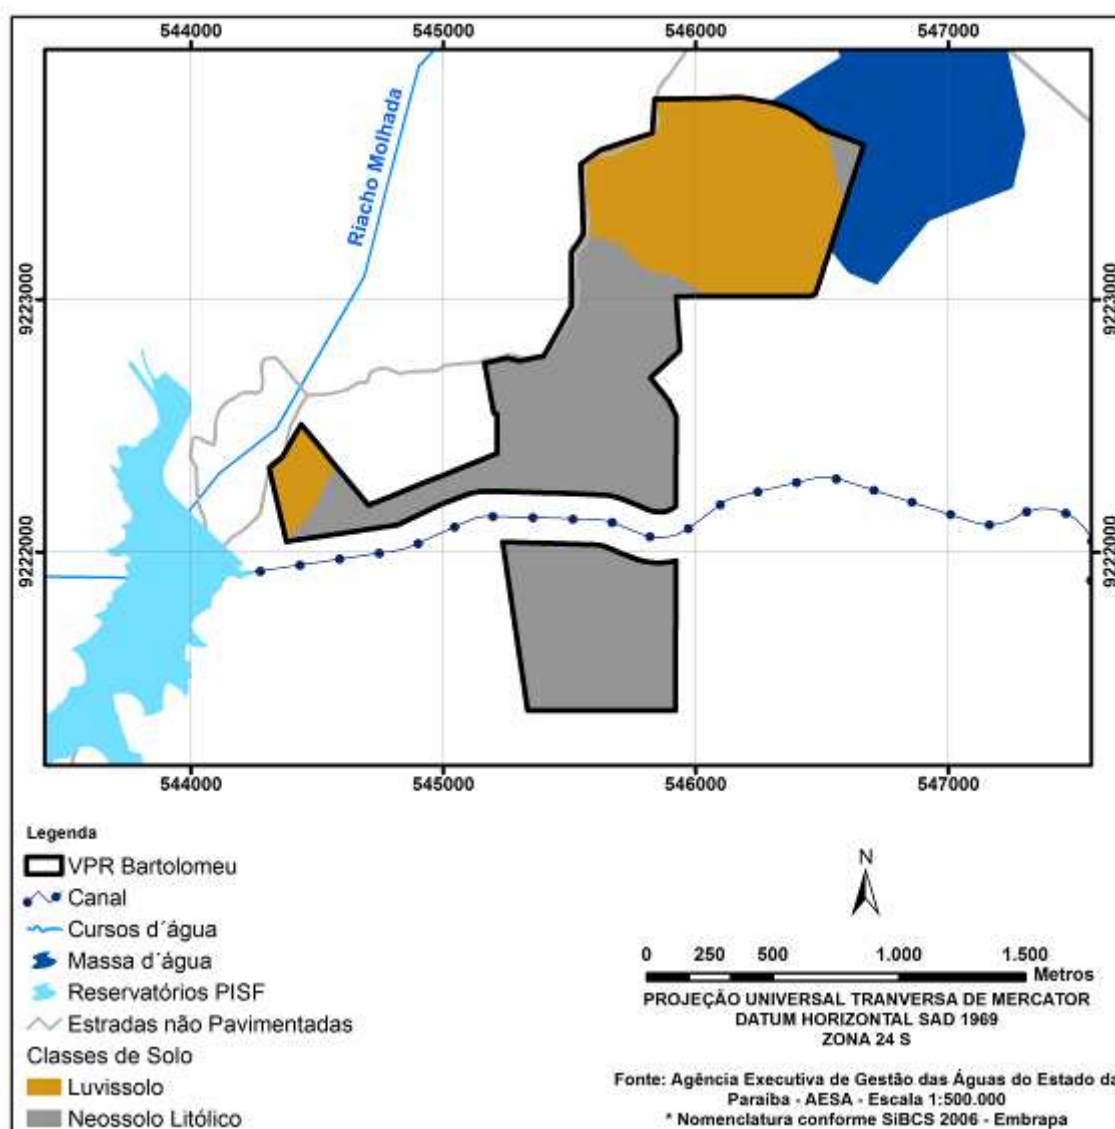 544000 545000 546000 547000
Riacho Molhada
9223000 9223000
9222000 9222000
544000 545000 546000 547000
Legenda
VPR Bartolomeu
Canal
Cursos d´água
Massa d´água
Reservatórios PISF
Estradas não Pavimentadas
Classes de Solo
Luvissolo
Neossolo Litólico
N
0 250 500 1.000 1.500
Metros
PROJEÇÃO UNIVERSAL TRANVERSA DE MERCATOR
DATUM HORIZONTAL SAD 1969
ZONA 24 S
Fonte: Agência Executiva de Gestão das Águas do Estado da
Paraiba - AESA - Escala 1:500.000
* Nomenclatura conforme SiBCS 2006 - Embrapa